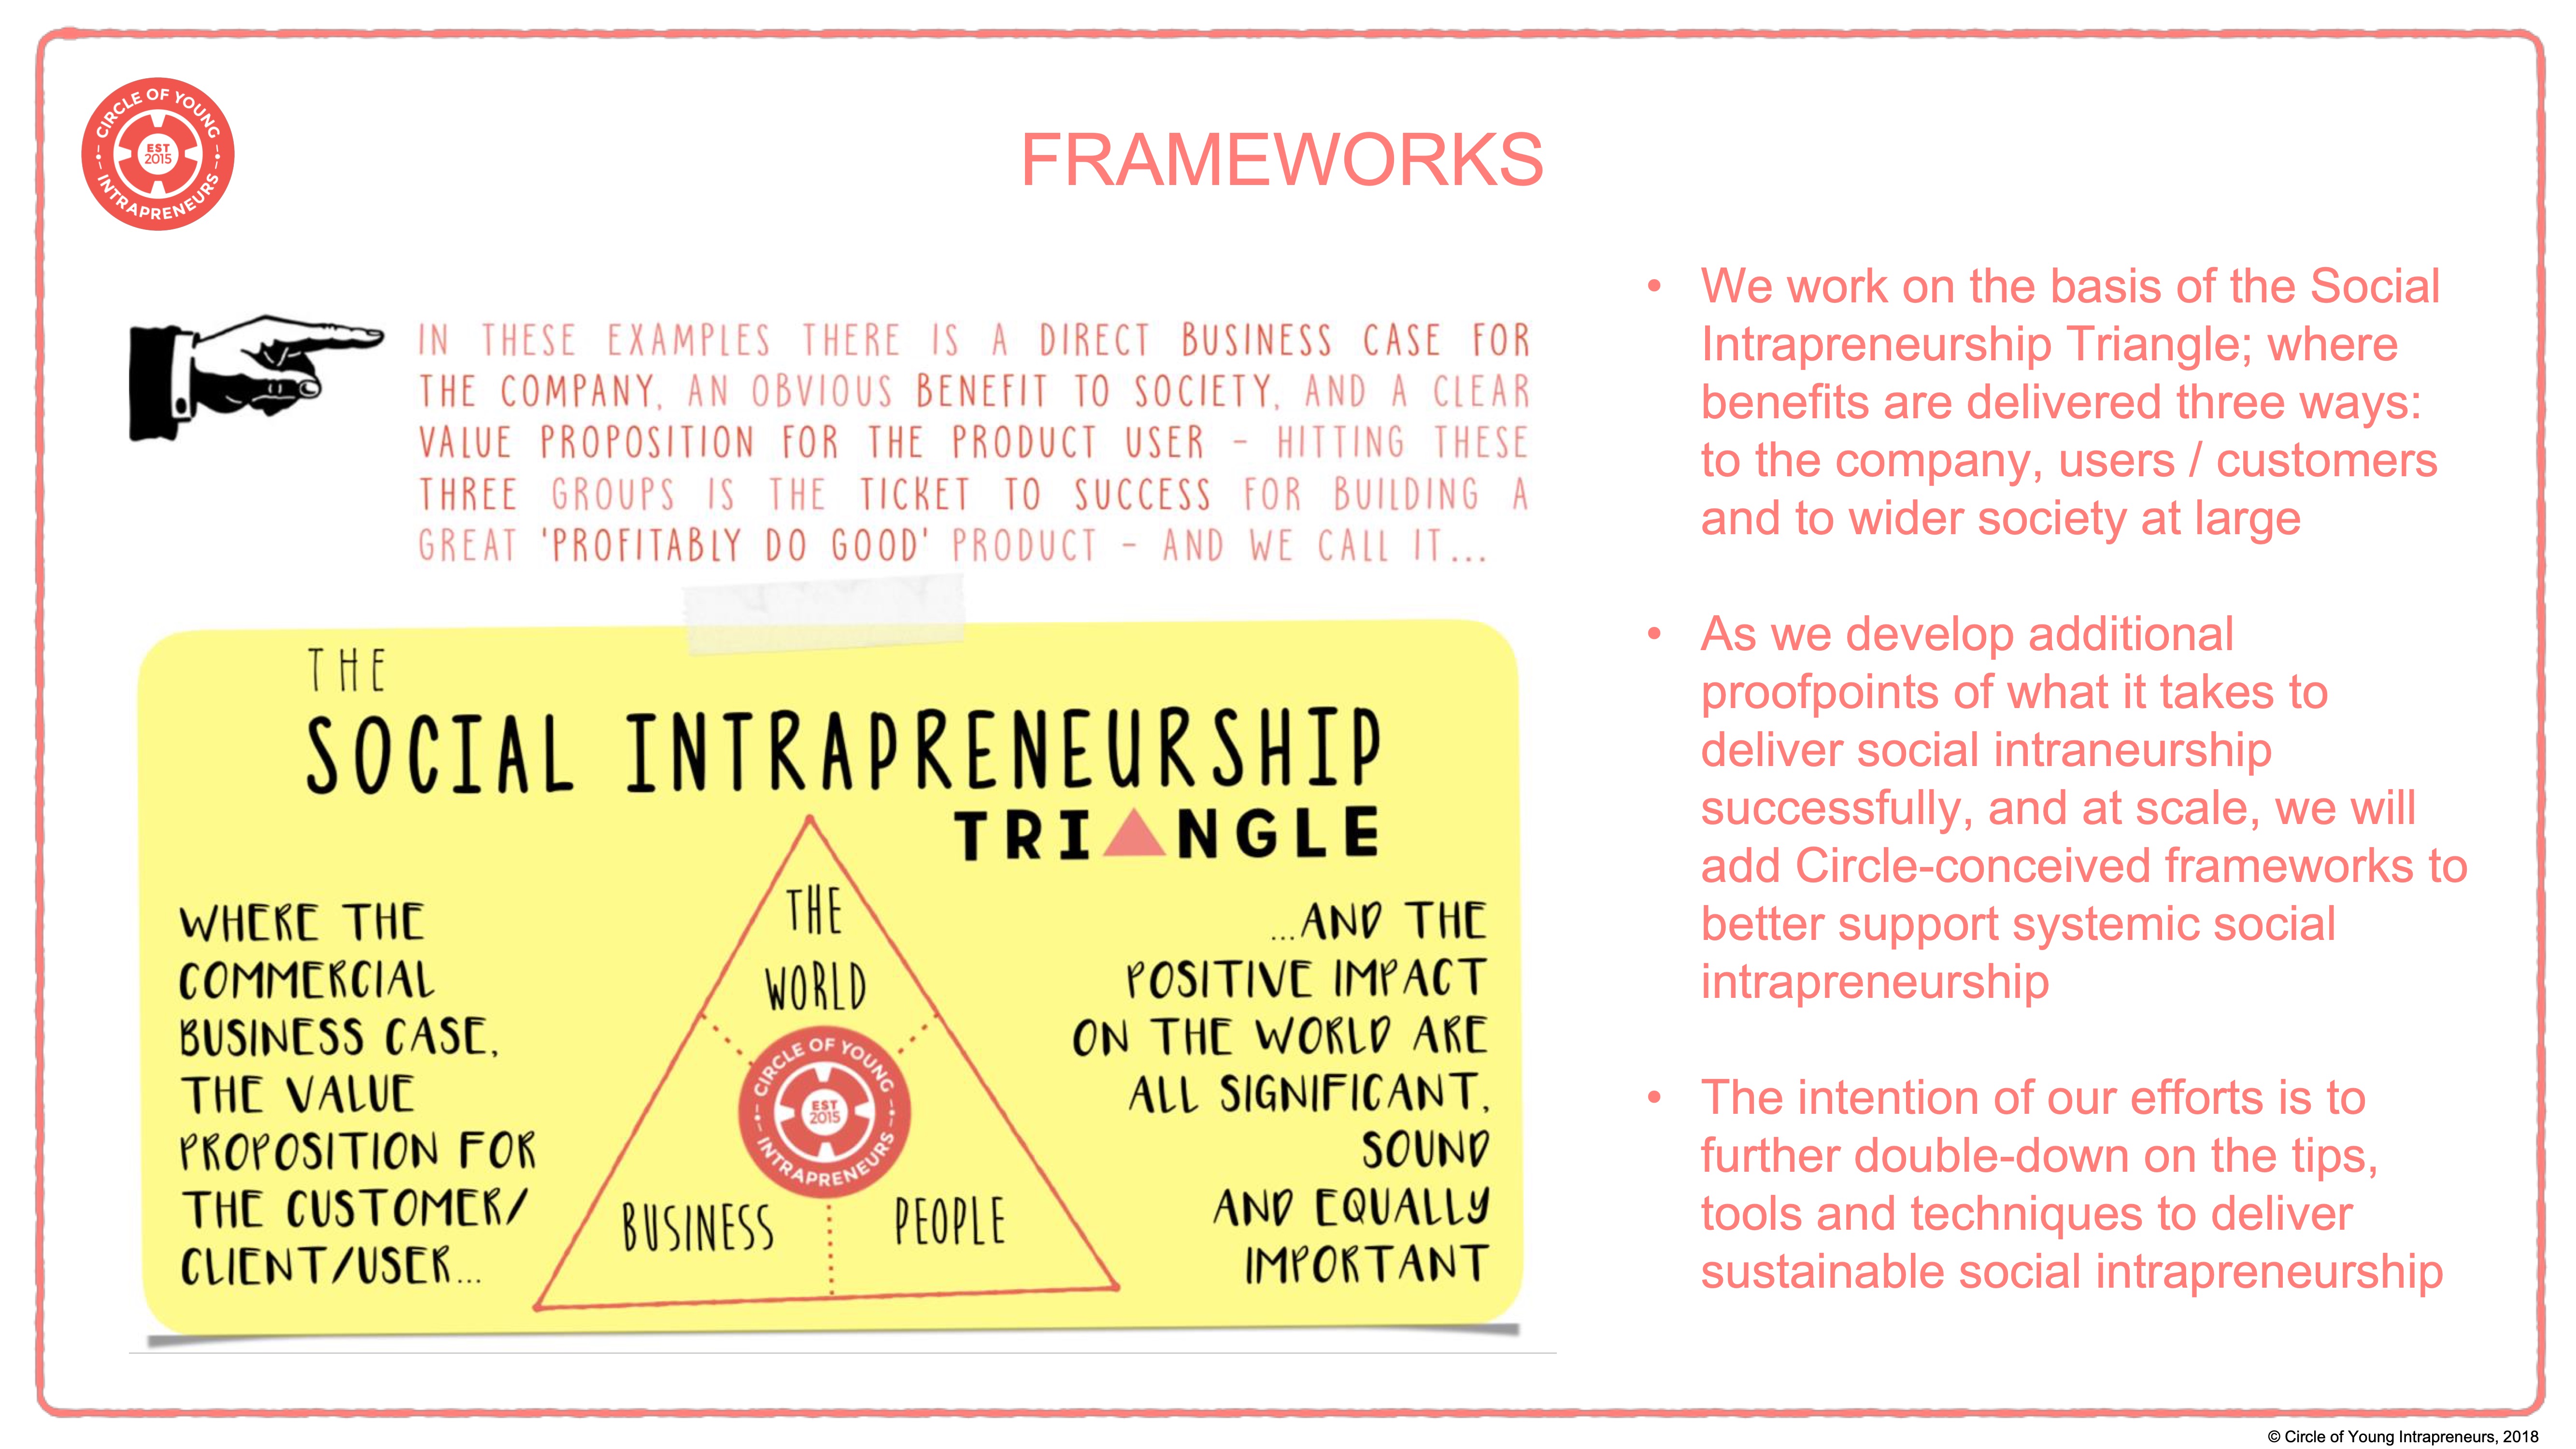 CIRCLE OF YOUNG
EST
2015
INTRAPRENEURS
FRAMEWORKS
IN THESE EXAMPLES THERE IS A DIRECT BUSINESS CASE FOR
THE COMPANY, AN OBVIOUS BENEFIT TO SOCIETY, AND A CLEAR
VALUE PROPOSITION FOR THE PRODUCT USER – HITTING THESE
THREE GROUPS IS THE TICKET TO SUCCESS FOR BUILDING A
GREAT 'PROFITABLY DO GOOD' PRODUCT – AND WE CALL IT...
THE
SOCIAL INTRAPRENEURSHIP
TRI▲NGLE
WHERE THE
COMMERCIAL
BUSINESS CASE,
THE VALUE
PROPOSITION FOR
THE CUSTOMER/
CLIENT/USER...
THE
WORLD
CIRCLE OF YOUNG
EST
2015
INTRAPRENEURS
BUSINESS
PEOPLE
...AND THE
POSITIVE IMPACT
ON THE WORLD ARE
ALL SIGNIFICANT,
SOUND
AND EQUALLY
IMPORTANT
• We work on the basis of the Social
Intrapreneurship Triangle; where
benefits are delivered three ways:
to the company, users / customers
and to wider society at large
• As we develop additional
proofpoints of what it takes to
deliver social intraneurship
successfully, and at scale, we will
add Circle-conceived frameworks to
better support systemic social
intrapreneurship
• The intention of our efforts is to
further double-down on the tips,
tools and techniques to deliver
sustainable social intrapreneurship
© Circle of Young Intrapreneurs, 2018